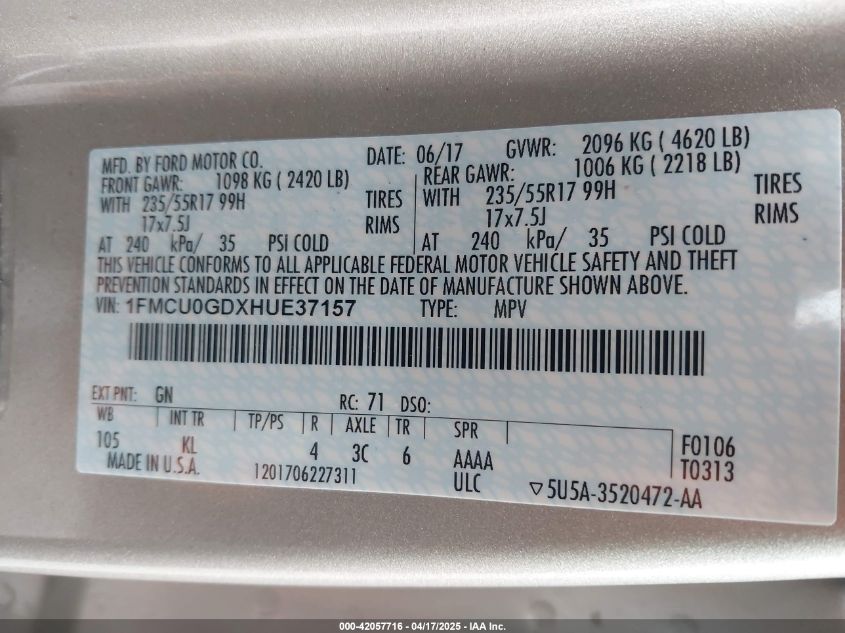 MFD. BY FORD MOTOR CO. DATE: 06/17 GVWR: 2096 KG ( 4620 LB)
FRONT GAWR: 1098 KG ( 2420 LB) REAR GAWR: 1006 KG ( 2218 LB)
WITH 235/55R17 99H TIRES WITH 235/55R17 99H TIRES
17x7.5J RIMS 17x7.5J RIMS
AT 240 kPa/ 35 PSI COLD AT 240 kPa/ 35 PSI COLD
THIS VEHICLE CONFORMS TO ALL APPLICABLE FEDERAL MOTOR VEHICLE SAFETY AND THEFT
PREVENTION STANDARDS IN EFFECT ON THE DATE OF MANUFACTURE SHOWN ABOVE.
VIN: 1FMCU0GDXHUE37157 TYPE: MPV
EXT PNT: GN RC: 71 DSO:
WB INT TR TP/PS R AXLE TR SPR
105 KL 4 3C 6 AAAA F0106
MADE IN U.S.A. 1201706227311 ULC T0313
▽5U5A-3520472-AA
000-42057716 - 04/17/2025 - IAA Inc.